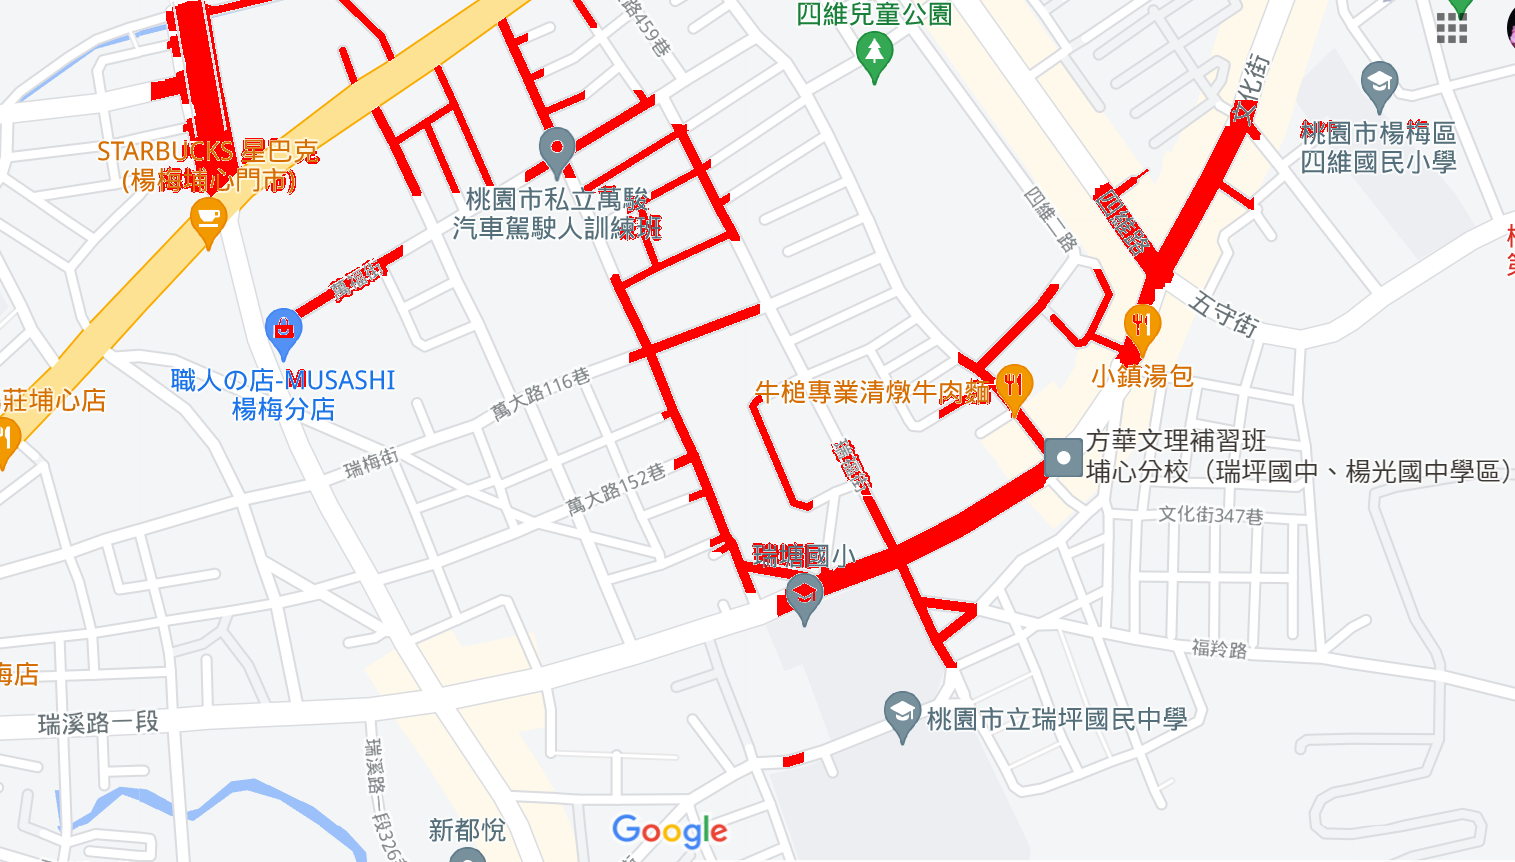 四維兒童公園
路459巷
文化街
STARBUCKS 星巴克
(楊梅埔心門市)
桃園市楊梅區
四維國民小學
桃園市私立萬駿
汽車駕駛人訓練班
四維二路
四維路
五守街
職人の店-MUSASHI
楊梅分店
小鎮湯包
莊埔心店
萬大路116巷
牛槌專業清燉牛肉麵
方華文理補習班
埔心分校（瑞坪國中、楊光國中學區）
瑞梅街
萬大路152巷
文化街347巷
瑞塘國小
福羚路
梅店
瑞溪路一段
桃園市立瑞坪國民中學
瑞溪路一段326巷
新都悅
Google